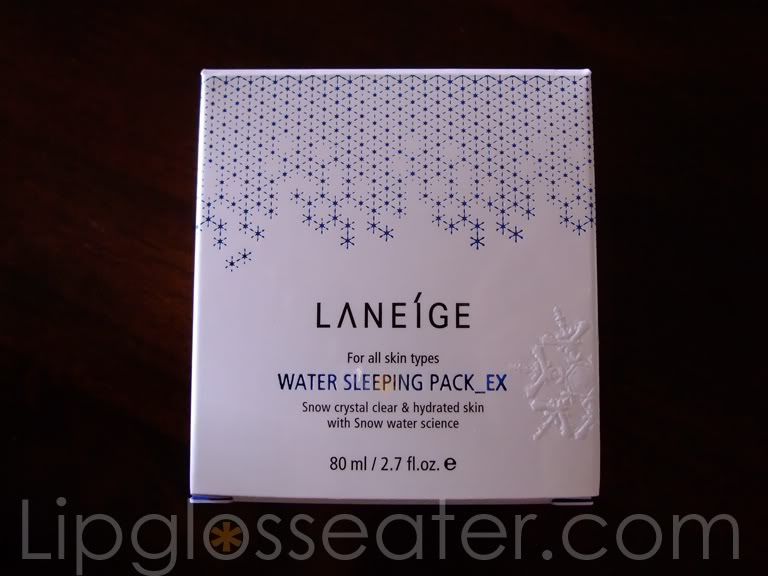 LANEÍGE
For all skin types
WATER SLEEPING PACK_EX
Snow crystal clear & hydrated skin
with Snow water science
80 ml / 2.7 fl.oz. ℮
Lipglosseater.com